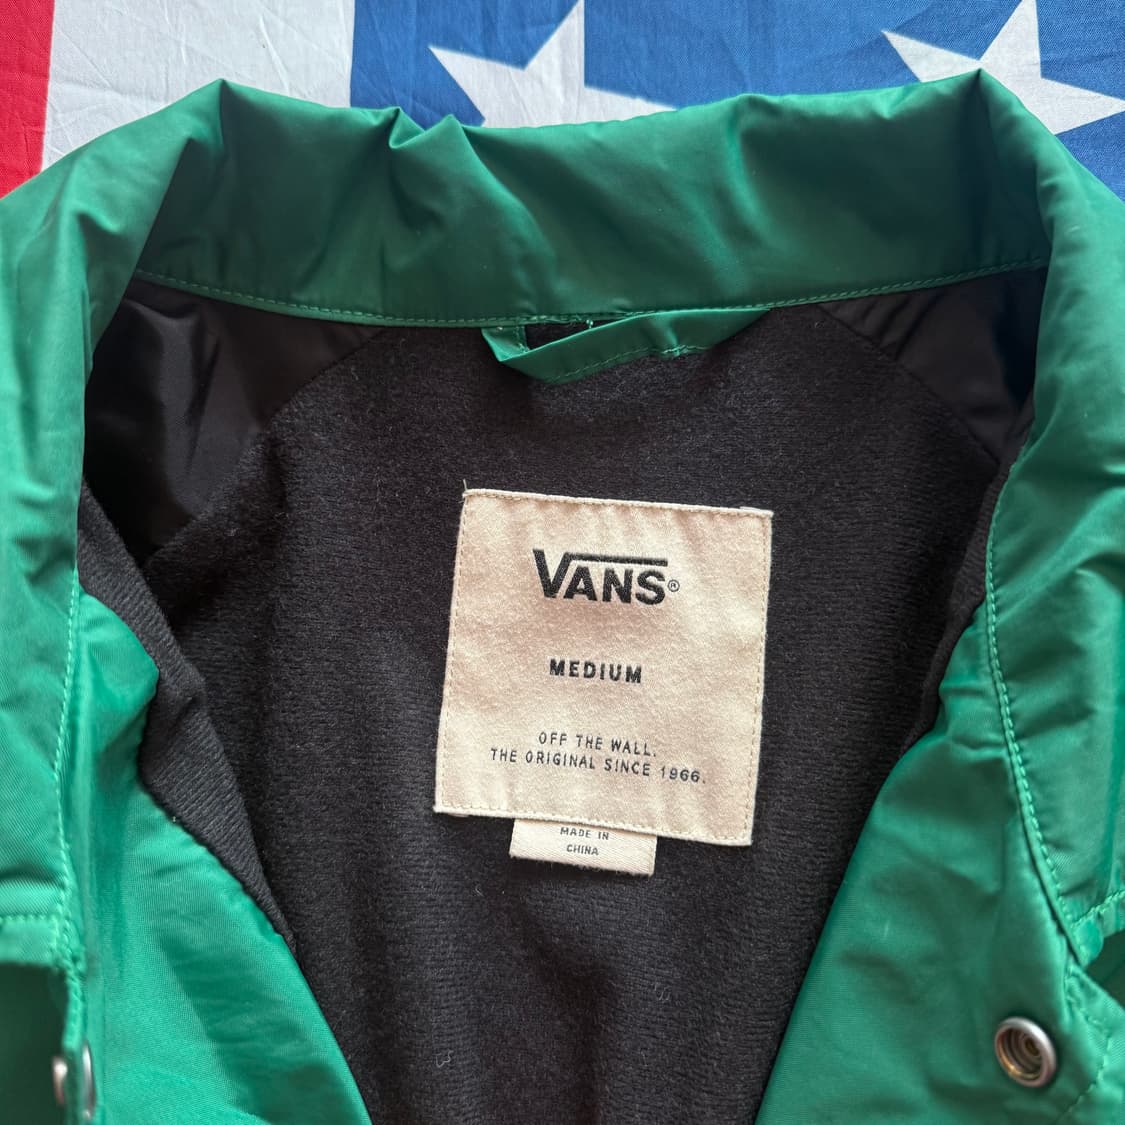 VANS®
MEDIUM
OFF THE WALL.
THE ORIGINAL SINCE 1966.
MADE IN
CHINA